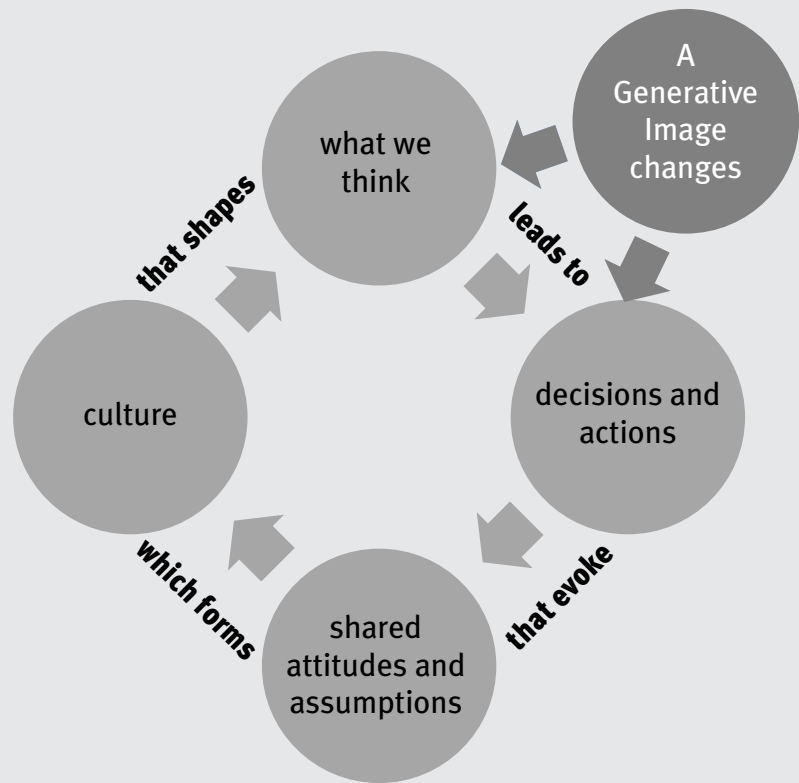 A
Generative
Image
changes
what we
think
leads to
decisions and
actions
that evoke
shared
attitudes and
assumptions
which forms
culture
that shapes